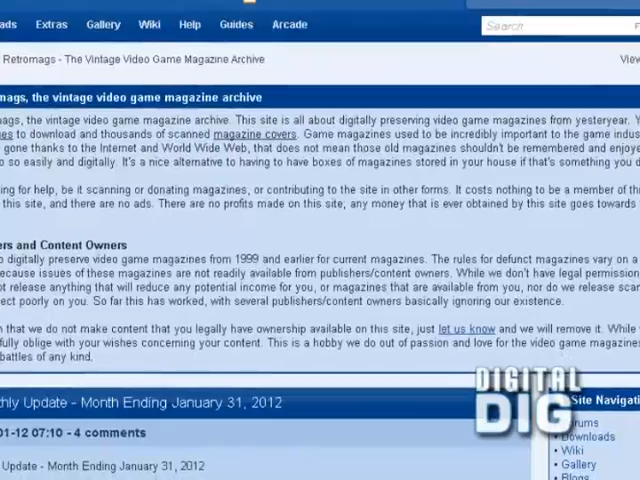 ads Extras Gallery Wiki Help Guides Arcade Search F
Retromags - The Vintage Video Game Magazine Archive View
mags, the vintage video game magazine archive
ags, the vintage video game magazine archive. This site is all about digitally preserving video game magazines from yesteryear. Y
es to download and thousands of scanned magazine covers. Game magazines used to be incredibly important to the game indus
gone thanks to the Internet and World Wide Web, that does not mean those old magazines shouldn't be remembered and enjoye
o so easily and digitally. It's a nice alternative to having to have boxes of magazines stored in your house if that's something you d
ing for help, be it scanning or donating magazines, or contributing to the site in other forms. It costs nothing to be a member of th
this site, and there are no ads. There are no profits made on this site, any money that is ever obtained by this site goes towards
ers and Content Owners
o digitally preserve video game magazines from 1999 and earlier for current magazines. The rules for defunct magazines vary on a
ecause issues of these magazines are not readily available from publishers/content owners. While we don't have legal permission
ot release anything that will reduce any potential income for you, or magazines that are available from you, nor do we release scan
ect poorly on you. So far this has worked, with several publishers/content owners basically ignoring our existence.
n that we do not make content that you legally have ownership available on this site, just let us know and we will remove it. While
fully oblige with your wishes concerning your content. This is a hobby we do out of passion and love for the video game magazines
battles of any kind.
DIGITAL
DIG
thly Update - Month Ending January 31, 2012
Site Navigati
01-12 07:10 - 4 comments
orums
Downloads
Wiki
Update - Month Ending January 31, 2012
Gallery
Blogs